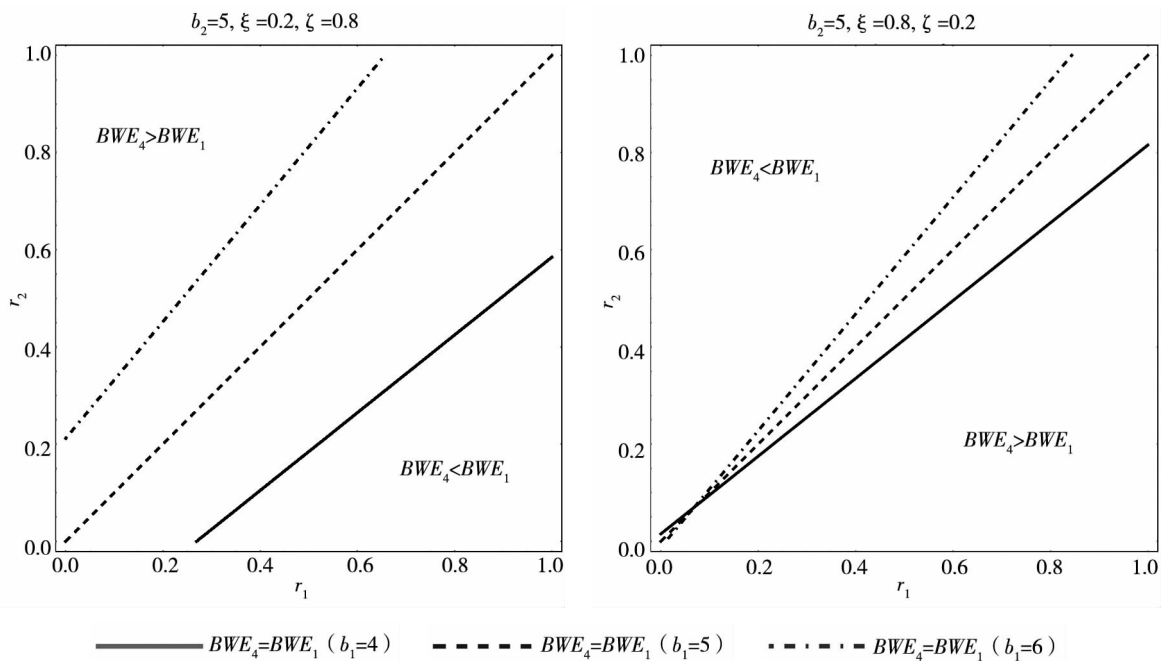 b₂=5, ξ =0.2, ζ =0.8
1.0
0.8
0.6
0.4
0.2
0.0
r₂
BWE₄>BWE₁
BWE₄<BWE₁
0.0 0.2 0.4 0.6 0.8 1.0
r₁
b₂=5, ξ =0.8, ζ =0.2
1.0
0.8
0.6
0.4
0.2
0.0
r₂
BWE₄<BWE₁
BWE₄>BWE₁
0.0 0.2 0.4 0.6 0.8 1.0
r₁
BWE₄=BWE₁（b₁=4） BWE₄=BWE₁（b₁=5） BWE₄=BWE₁（b₁=6）